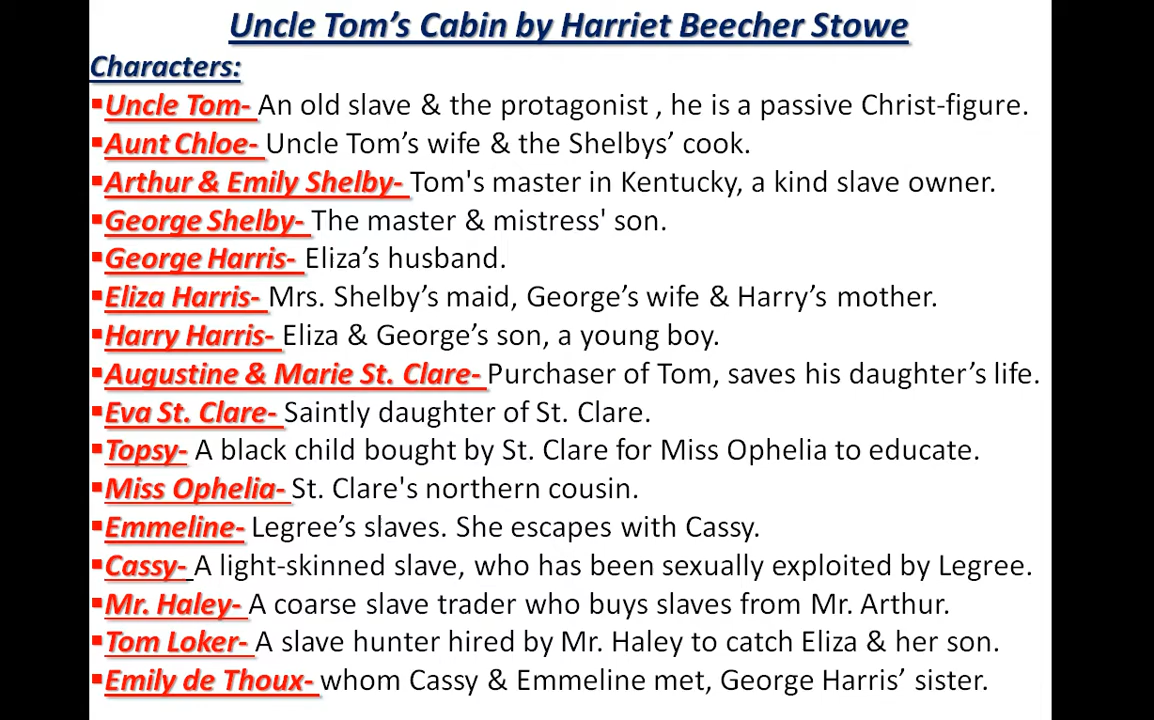 Uncle Tom’s Cabin by Harriet Beecher Stowe
Characters:
▪Uncle Tom- An old slave & the protagonist , he is a passive Christ-figure.
▪Aunt Chloe- Uncle Tom’s wife & the Shelbys’ cook.
▪Arthur & Emily Shelby- Tom's master in Kentucky, a kind slave owner.
▪George Shelby- The master & mistress' son.
▪George Harris- Eliza’s husband.
▪Eliza Harris- Mrs. Shelby’s maid, George’s wife & Harry’s mother.
▪Harry Harris- Eliza & George’s son, a young boy.
▪Augustine & Marie St. Clare- Purchaser of Tom, saves his daughter’s life.
▪Eva St. Clare- Saintly daughter of St. Clare.
▪Topsy- A black child bought by St. Clare for Miss Ophelia to educate.
▪Miss Ophelia- St. Clare's northern cousin.
▪Emmeline- Legree’s slaves. She escapes with Cassy.
▪Cassy- A light-skinned slave, who has been sexually exploited by Legree.
▪Mr. Haley- A coarse slave trader who buys slaves from Mr. Arthur.
▪Tom Loker- A slave hunter hired by Mr. Haley to catch Eliza & her son.
▪Emily de Thoux- whom Cassy & Emmeline met, George Harris’ sister.